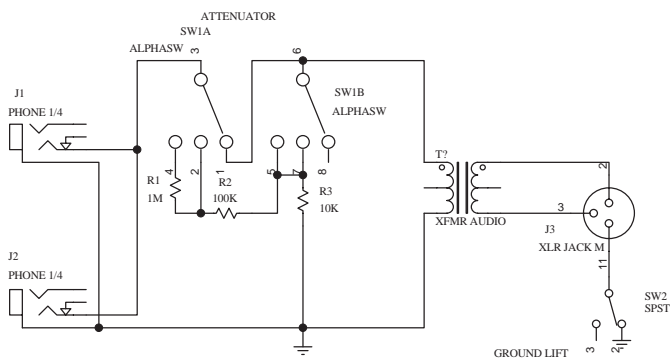 ATTENUATOR
SW1A
ALPHASW
3
6
J1
PHONE 1/4
SW1B
ALPHASW
T?
4
2
1
5
7
8
R1
1M
R2
100K
R3
10K
2
3
XFMR AUDIO
J3
XLR JACK M
J2
PHONE 1/4
11
SW2
SPST
3
2
GROUND LIFT